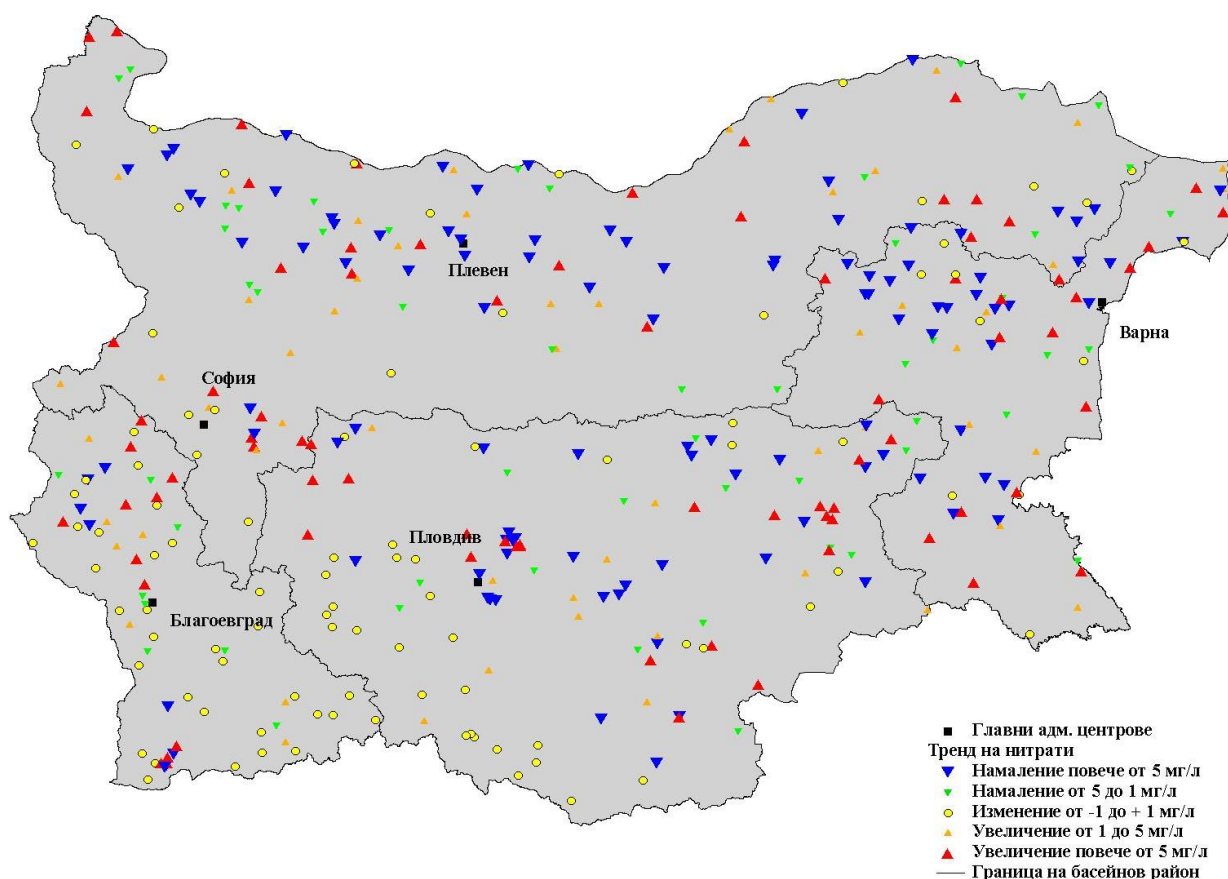 Плевен
Варна
София
Пловдив
Благоевград
Главни адм. центрове
Тренд на нитрати
Намаление повече от 5 мг/л
Намаление от 5 до 1 мг/л
Изменение от -1 до + 1 мг/л
Увеличение от 1 до 5 мг/л
Увеличение повече от 5 мг/л
Граница на басейнов район